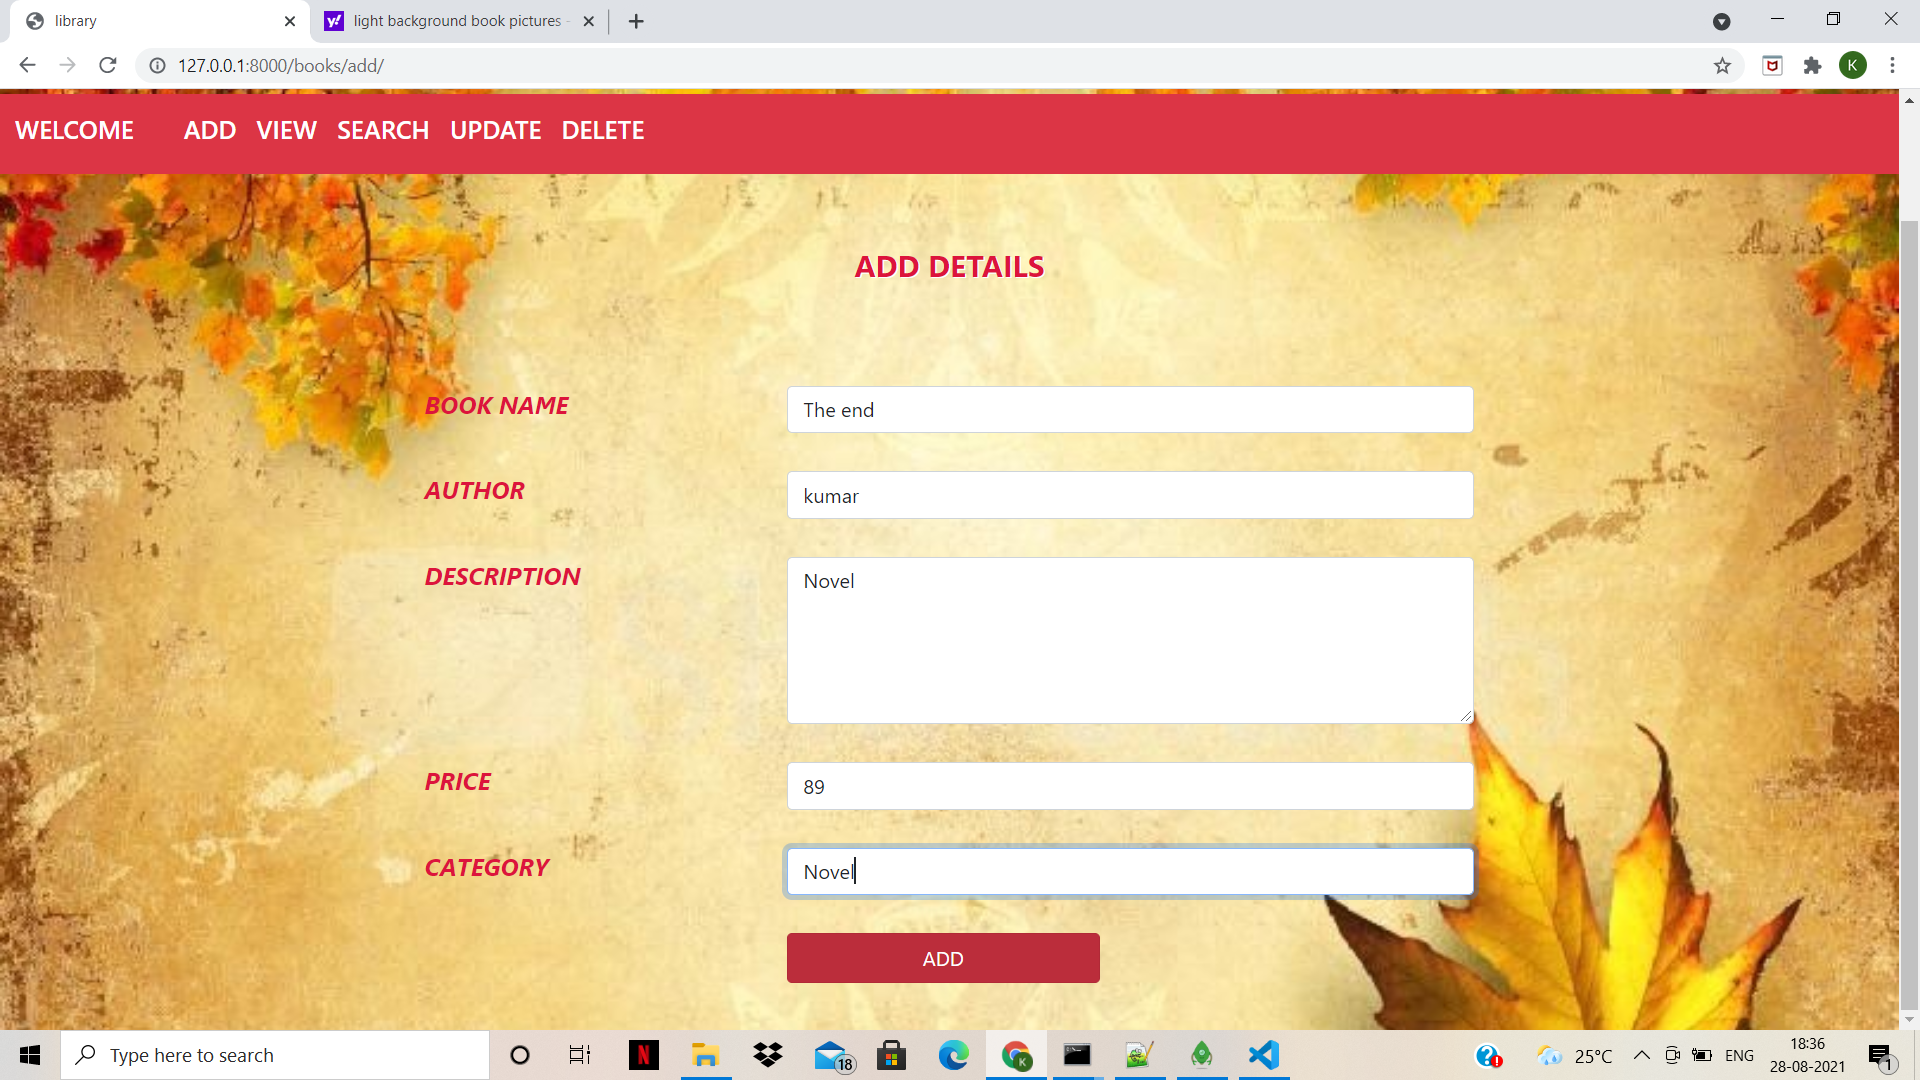 library
light background book pictures -
127.0.0.1:8000/books/add/
K
WELCOME ADD VIEW SEARCH UPDATE DELETE
ADD DETAILS
BOOK NAME The end
AUTHOR kumar
DESCRIPTION Novel
PRICE 89
CATEGORY Novel
ADD
Type here to search
18
25°C
ENG
18:36
28-08-2021
1